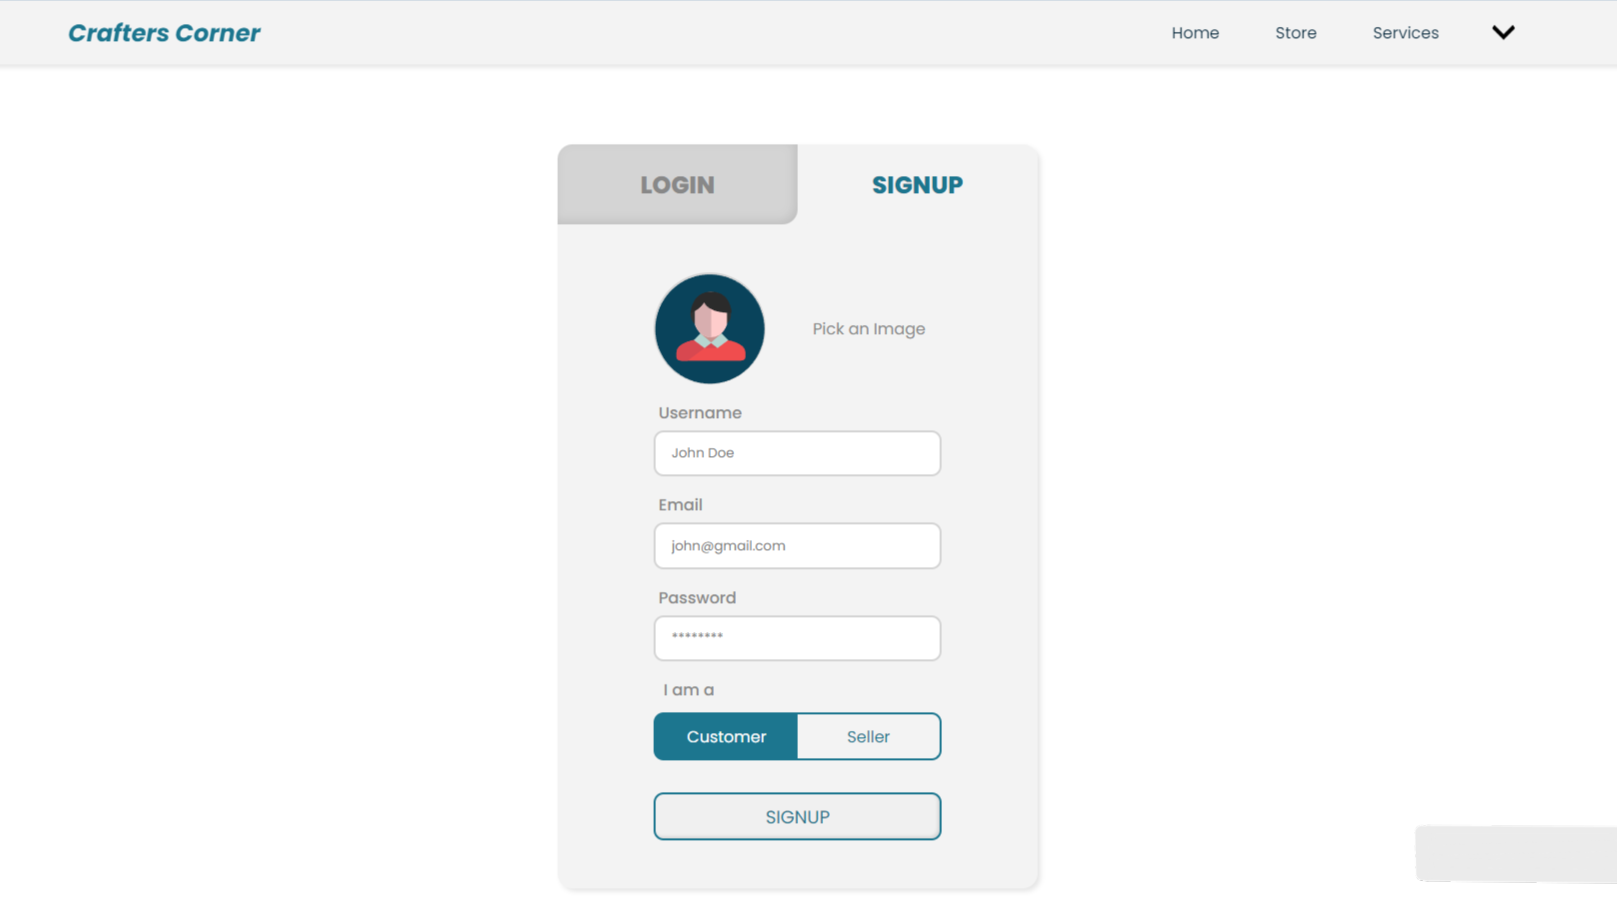 Crafters Corner
Home Store Services
LOGIN SIGNUP
Pick an Image
Username
John Doe
Email
john@gmail.com
Password
********
I am a
Customer Seller
SIGNUP